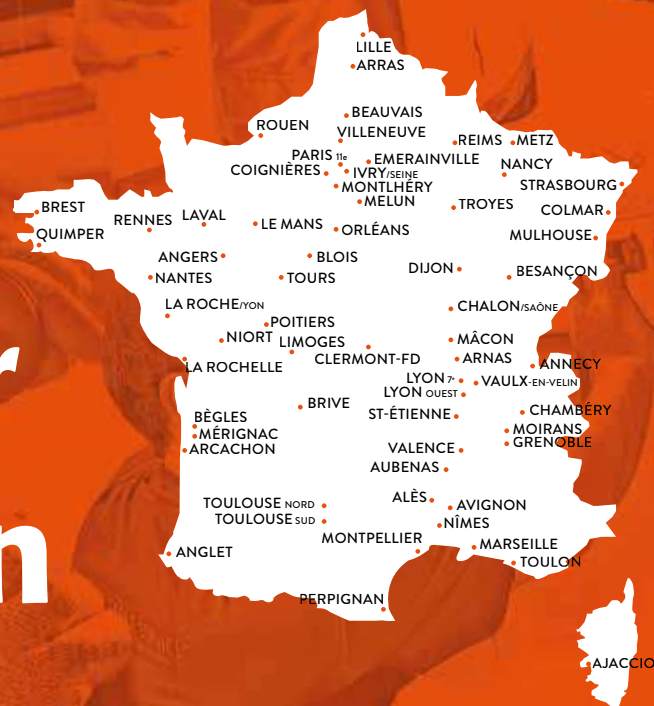 LILLE
ARRAS
BEAUVAIS
ROUEN
VILLENEUVE
REIMS
METZ
PARIS 11e
EMERAINVILLE
NANCY
COIGNIÈRES
IVRY/SEINE
MONTLHÉRY
STRASBOURG
MELUN
BREST
TROYES
COLMAR
RENNES
LAVAL
LE MANS
ORLÉANS
QUIMPER
MULHOUSE
ANGERS
BLOIS
DIJON
BESANÇON
NANTES
TOURS
LA ROCHE/YON
CHALON/SAÔNE
POITIERS
NIORT
LIMOGES
MÂCON
CLERMONT-FD
ARNAS
LA ROCHELLE
ANNECY
LYON 7e
VAULX-EN-VELIN
LYON OUEST
BRIVE
ST-ÉTIENNE
CHAMBÉRY
BÈGLES
MOIRANS
MÉRIGNAC
GRENOBLE
ARCACHON
VALENCE
AUBENAS
ALÈS
TOULOUSE NORD
AVIGNON
TOULOUSE SUD
NÎMES
MONTPELLIER
MARSEILLE
ANGLET
TOULON
PERPIGNAN
AJACCIO